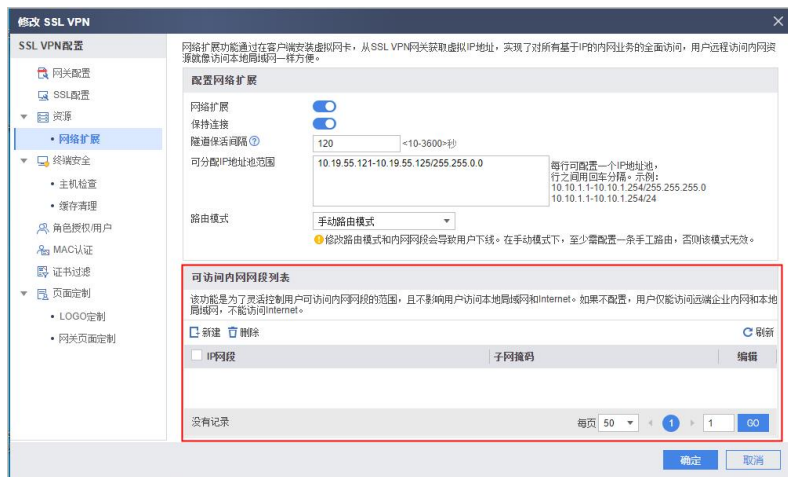 修改 SSL VPN
SSL VPN配置
网关配置
SSL配置
资源
• 网络扩展
终端安全
• 主机检查
• 缓存清理
角色授权/用户
MAC认证
证书过滤
页面定制
• LOGO定制
• 网关页面定制
网络扩展功能通过在客户端安装虚拟网卡，从SSL VPN网关获取虚拟IP地址，实现了对所有基于IP的内网业务的全面访问，用户远程访问内网资
源就像访问本地局域网一样方便。
配置网络扩展
网络扩展
保持连接
隧道保活间隔 120 <10-3600>秒
可分配IP地址池范围 10.19.55.121-10.19.55.125/255.255.0.0
每行可配置一个IP地址池，
行之间用回车分隔。示例：
10.10.1.1-10.10.1.254/255.255.255.0
10.10.1.1-10.10.1.254/24
路由模式 手动路由模式
修改路由模式和内网网段会导致用户下线。在手动模式下，至少需配置一条手工路由，否则该模式无效。
可访问内网网段列表
该功能是为了灵活控制用户可访问内网网段的范围，且不影响用户访问本地局域网和Internet。如果不配置，用户仅能访问远端企业内网和本地
局域网，不能访问Internet。
新建 删除 刷新
IP网段 子网掩码 编辑
没有记录 每页 50 1 1 GO
确定 取消